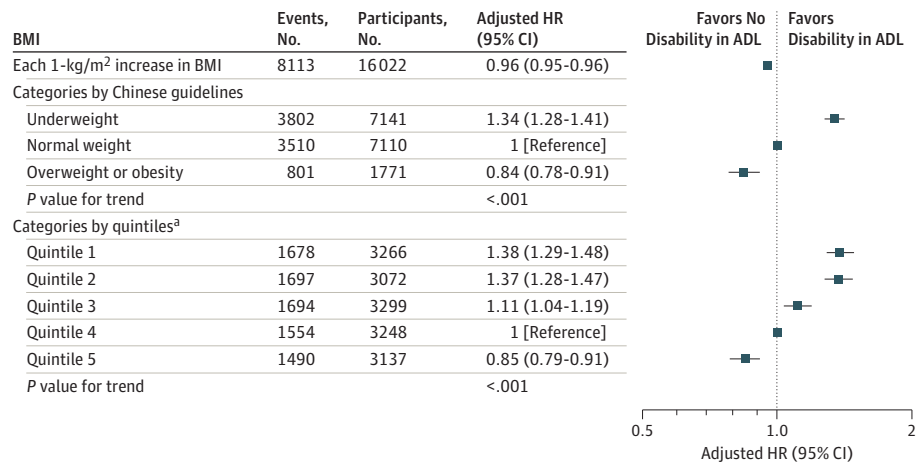 BMI Events, No. Participants, No. Adjusted HR (95% CI) Favors No Disability in ADL Favors Disability in ADL
Each 1-kg/m2 increase in BMI 8113 16 022 0.96 (0.95-0.96)
Categories by Chinese guidelines
Underweight 3802 7141 1.34 (1.28-1.41)
Normal weight 3510 7110 1 [Reference]
Overweight or obesity 801 1771 0.84 (0.78-0.91)
P value for trend <.001
Categories by quintilesa
Quintile 1 1678 3266 1.38 (1.29-1.48)
Quintile 2 1697 3072 1.37 (1.28-1.47)
Quintile 3 1694 3299 1.11 (1.04-1.19)
Quintile 4 1554 3248 1 [Reference]
Quintile 5 1490 3137 0.85 (0.79-0.91)
P value for trend <.001
0.5 1.0 2
Adjusted HR (95% CI)